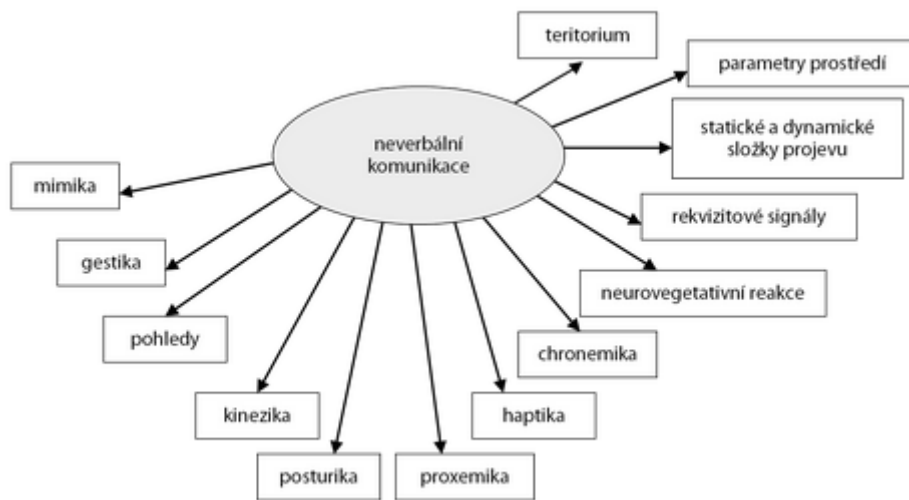 teritorium
parametry prostředí
statické a dynamické
složky projevu
neverbální
komunikace
mimika
rekvizitové signály
gestika
neurovegetativní reakce
pohledy
chronemika
kinezika
haptika
posturika
proxemika